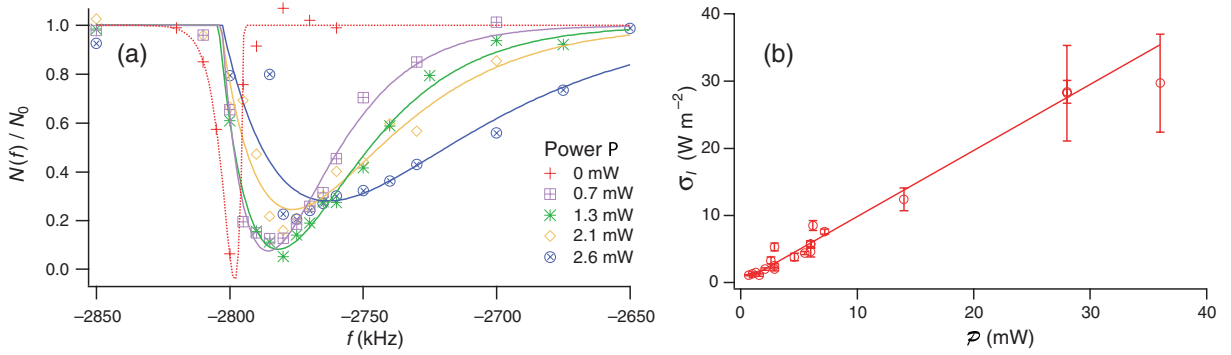 (a)
N(f) / N₀
1.0
0.8
0.6
0.4
0.2
0.0
Power P
0 mW
0.7 mW
1.3 mW
2.1 mW
2.6 mW
−2850
−2800
−2750
−2700
−2650
f (kHz)
(b)
σ_I (W m⁻²)
40
30
20
10
0
0
10
20
30
40
𝒫 (mW)